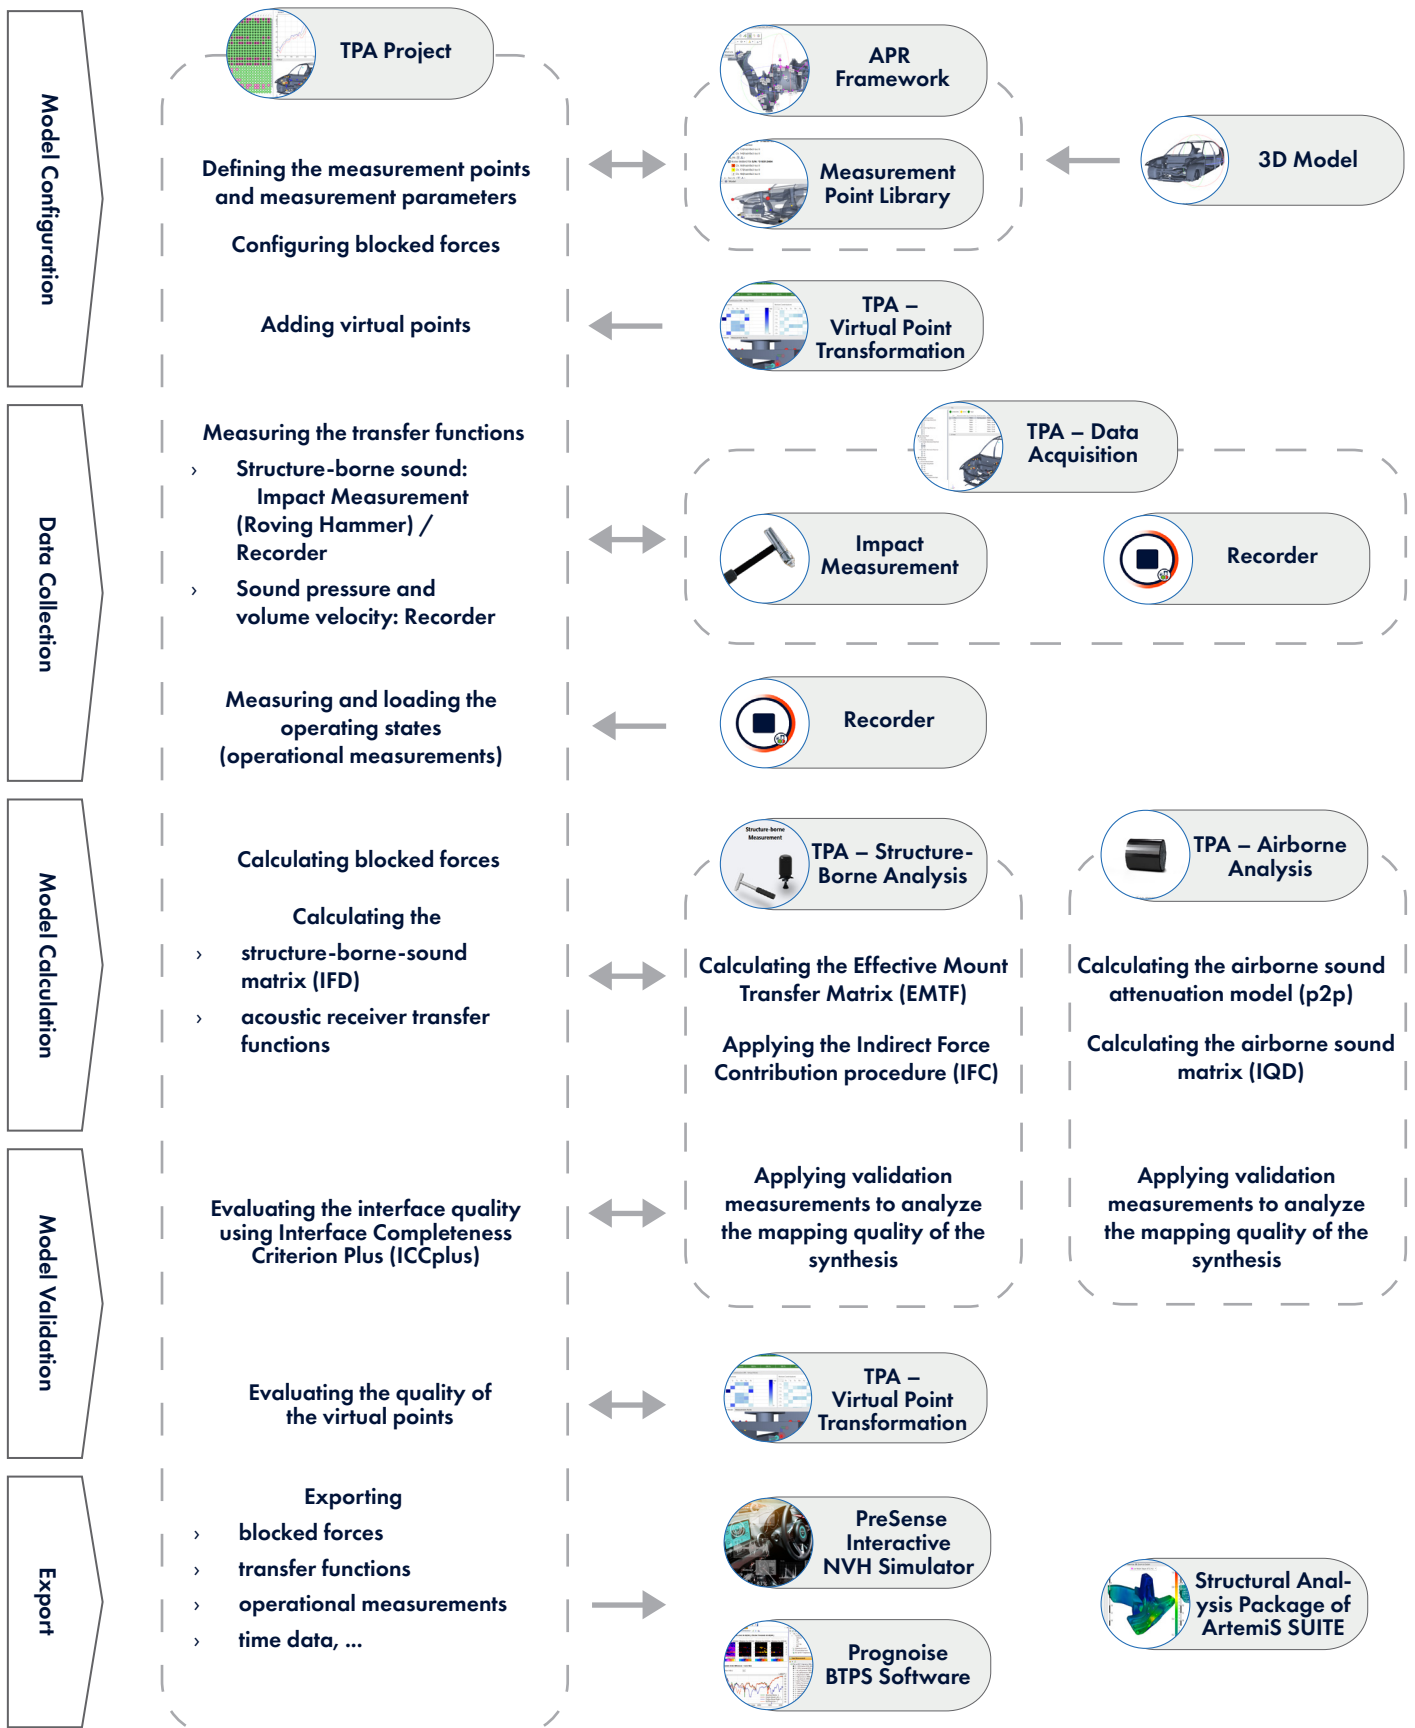 Model Configuration
TPA Project
Defining the measurement points
and measurement parameters
Configuring blocked forces
Adding virtual points
APR
Framework
Measurement
Point Library
3D Model
TPA –
Virtual Point
Transformation
Data Collection
Measuring the transfer functions
› Structure-borne sound:
Impact Measurement
(Roving Hammer) /
Recorder
› Sound pressure and
volume velocity: Recorder
Measuring and loading the
operating states
(operational measurements)
TPA – Data
Acquisition
Impact
Measurement
Recorder
Recorder
Model Calculation
Calculating blocked forces
Calculating the
› structure-borne-sound
matrix (IFD)
› acoustic receiver transfer
functions
Structure-borne
Measurement
TPA – Structure-
Borne Analysis
Calculating the Effective Mount
Transfer Matrix (EMTF)
Applying the Indirect Force
Contribution procedure (IFC)
TPA – Airborne
Analysis
Calculating the airborne sound
attenuation model (p2p)
Calculating the airborne sound
matrix (IQD)
Model Validation
Evaluating the interface quality
using Interface Completeness
Criterion Plus (ICCplus)
Applying validation
measurements to analyze
the mapping quality of the
synthesis
Applying validation
measurements to analyze
the mapping quality of the
synthesis
Evaluating the quality of
the virtual points
TPA –
Virtual Point
Transformation
Export
Exporting
› blocked forces
› transfer functions
› operational measurements
› time data, ...
PreSense
Interactive
NVH Simulator
Prognoise
BTPS Software
Structural Anal-
ysis Package of
ArtemiS SUITE